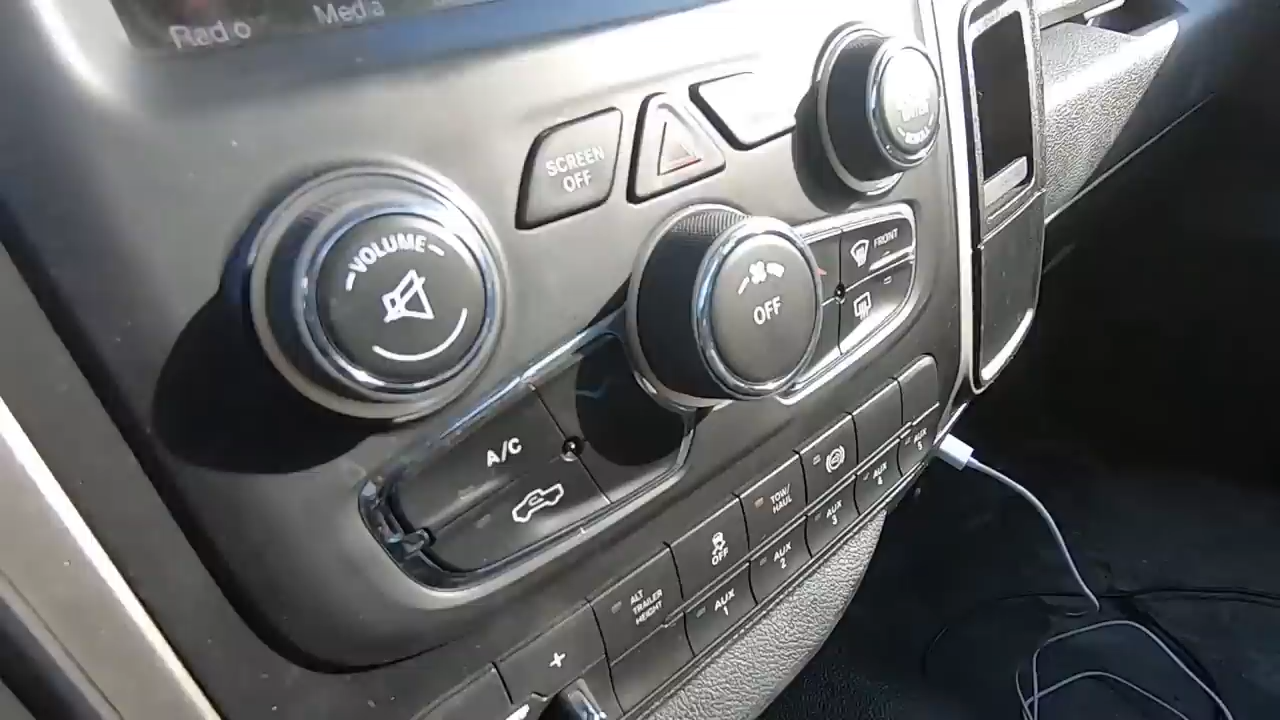 Radio
Media
SCREEN
OFF
VOLUME
OFF
FRONT
A/C
TOW/
HAUL
OFF
ALT
TRAILER
HEIGHT
AUX
1
AUX
2
AUX
3
AUX
4
AUX
5
+